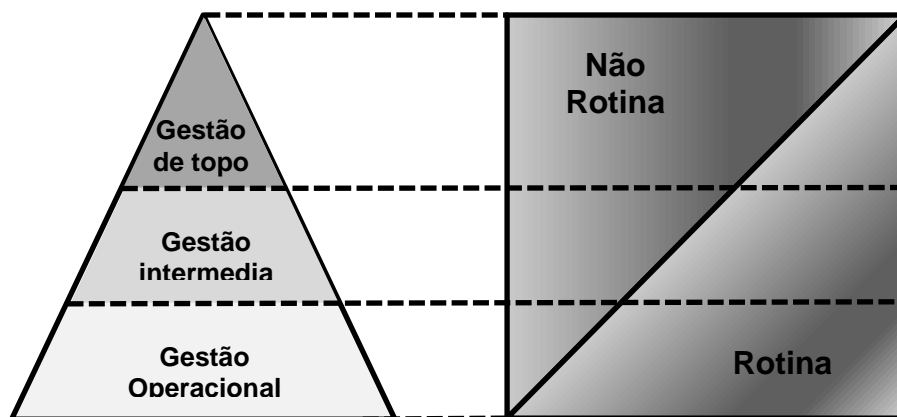 Não
Rotina
Gestão
de topo
Gestão
intermedia
Gestão
Operacional
Rotina